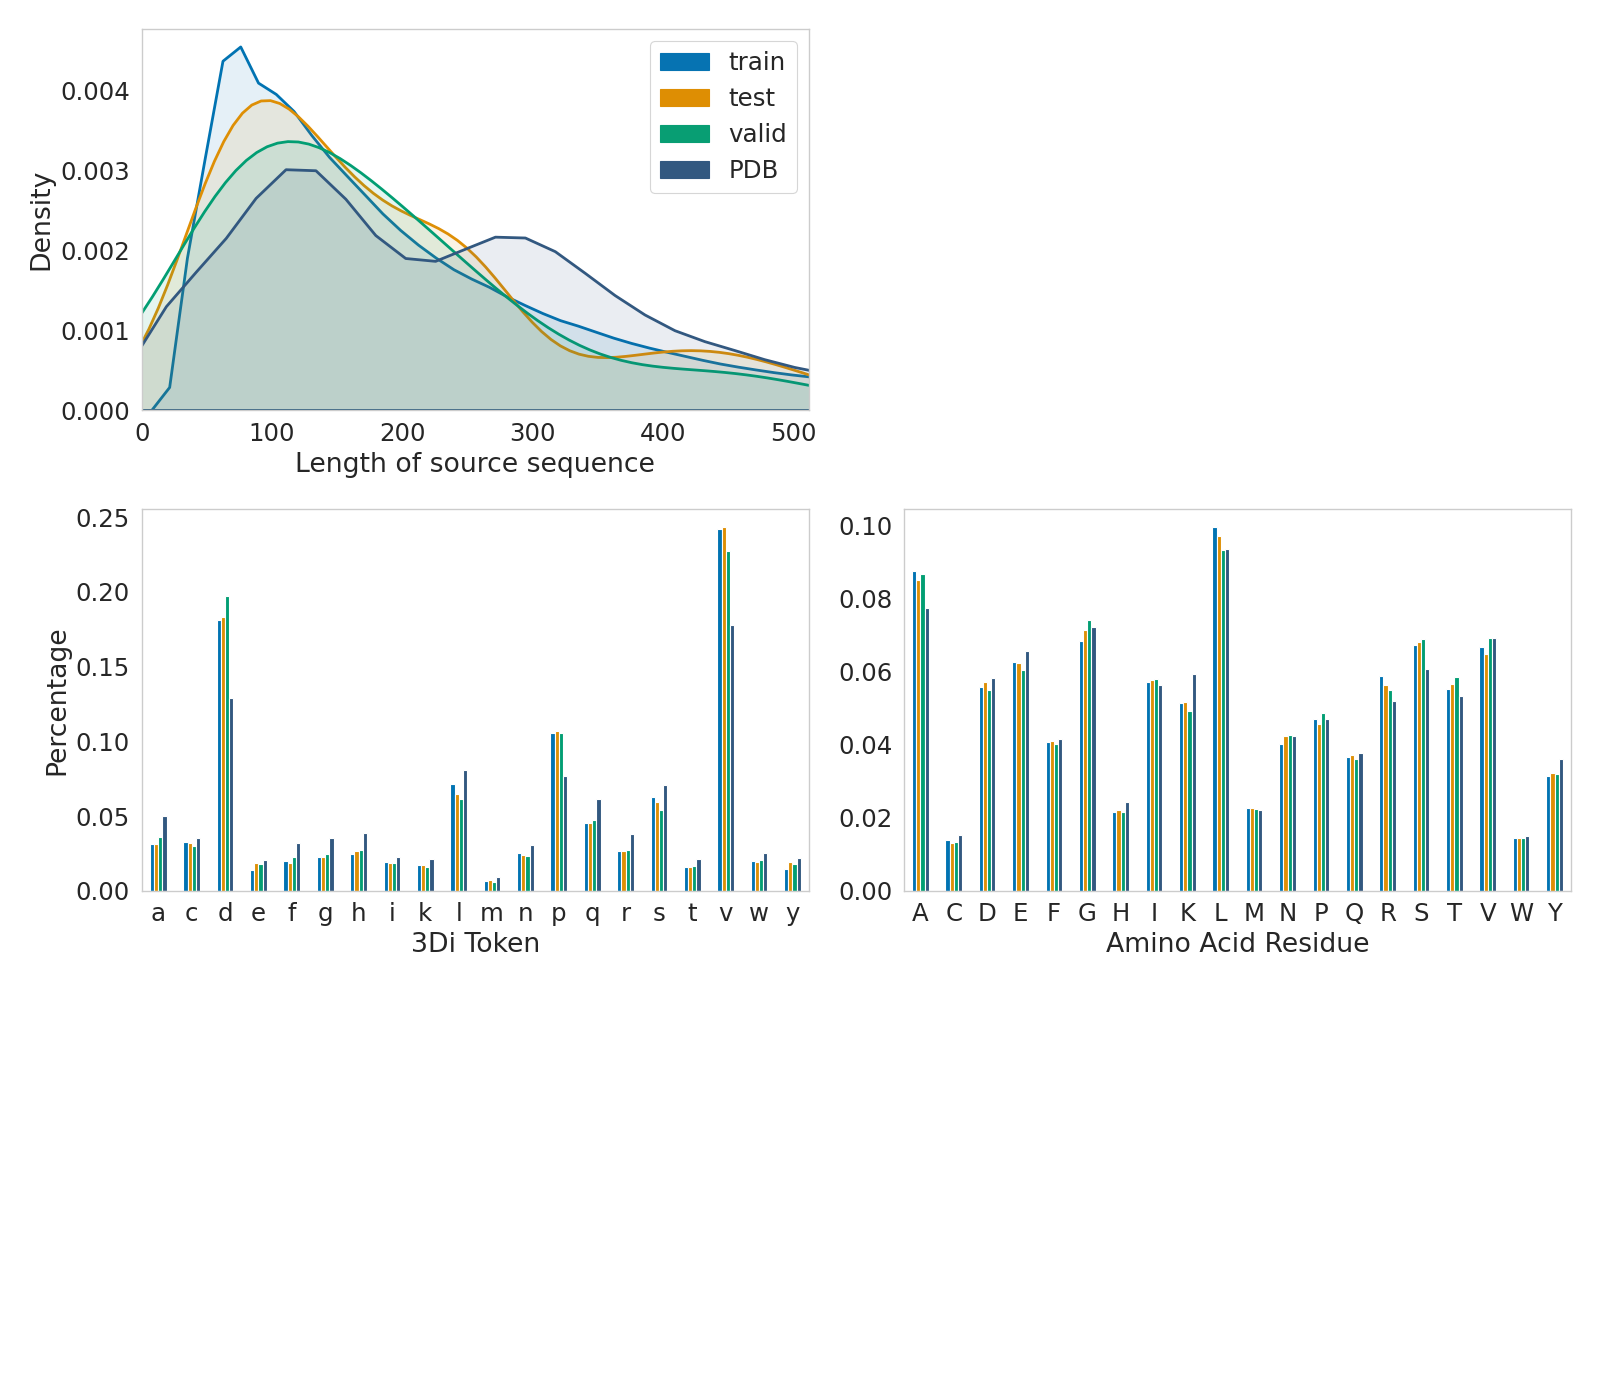 train
test
valid
PDB
0.004
0.003
0.002
0.001
0.000
Density
0 100 200 300 400 500
Length of source sequence
0.25
0.20
0.15
0.10
0.05
0.00
Percentage
a c d e f g h i k l m n p q r s t v w y
3Di Token
0.10
0.08
0.06
0.04
0.02
0.00
A C D E F G H I K L M N P Q R S T V W Y
Amino Acid Residue